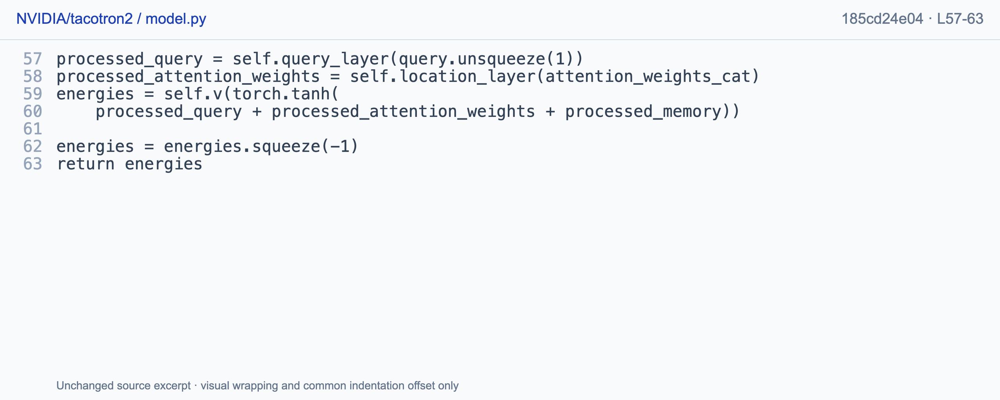 NVIDIA/tacotron2 / model.py
185cd24e04 · L57-63
57 processed_query = self.query_layer(query.unsqueeze(1))
58 processed_attention_weights = self.location_layer(attention_weights_cat)
59 energies = self.v(torch.tanh(
60     processed_query + processed_attention_weights + processed_memory))
61
62 energies = energies.squeeze(-1)
63 return energies
Unchanged source excerpt · visual wrapping and common indentation offset only